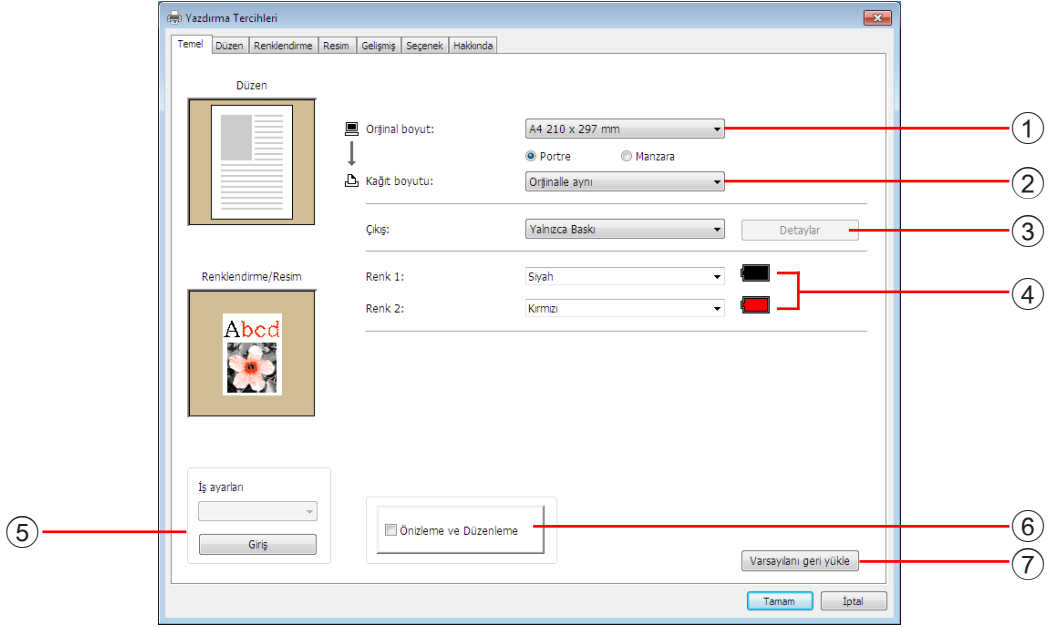 Yazdırma Tercihleri
Temel Düzen Renklendirme Resim Gelişmiş Seçenek Hakkında
Düzen
Orijinal boyut: A4 210 x 297 mm 1
Portre Manzara
Kağıt boyutu: Orijinalle aynı 2
Çıkış: Yalnızca Baskı Detaylar 3
Renklendirme/Resim
Renk 1: Siyah
4
Renk 2: Kırmızı
Abcd
İş ayarları
5
Giriş
Önizleme ve Düzenleme 6
Varsayılanı geri yükle 7
Tamam İptal